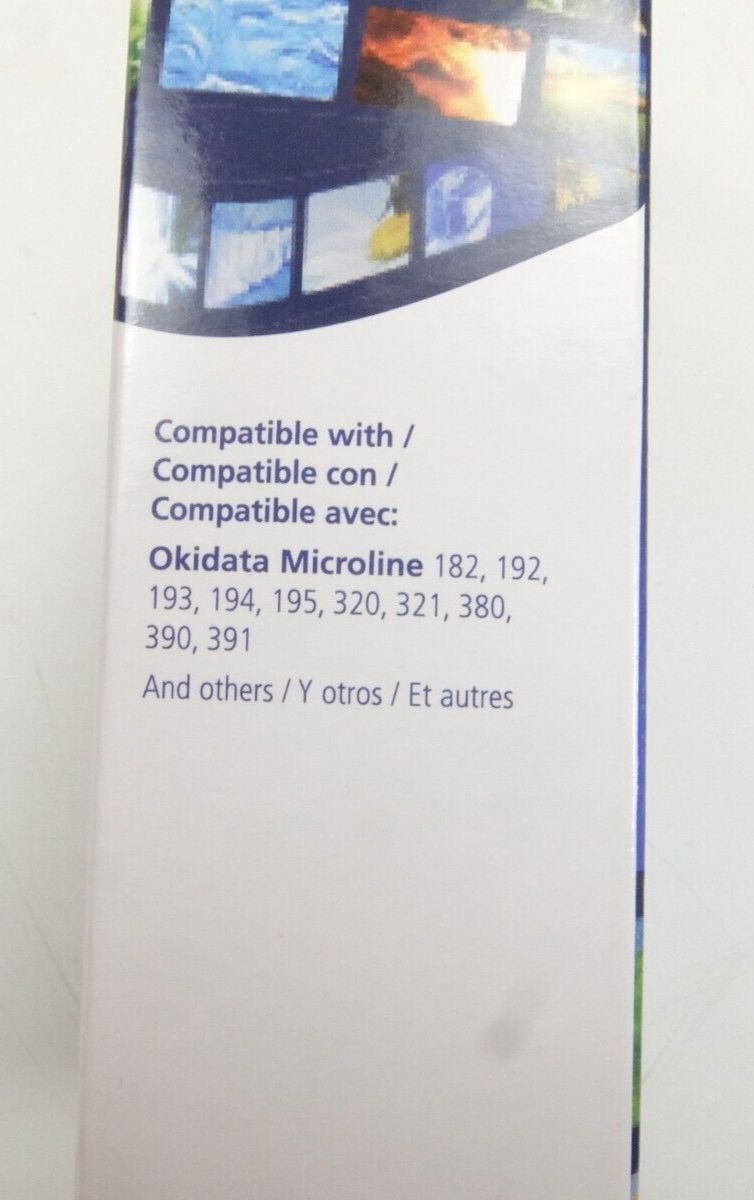 Compatible with /
Compatible con /
Compatible avec:
Okidata Microline 182, 192,
193, 194, 195, 320, 321, 380,
390, 391
And others / Y otros / Et autres